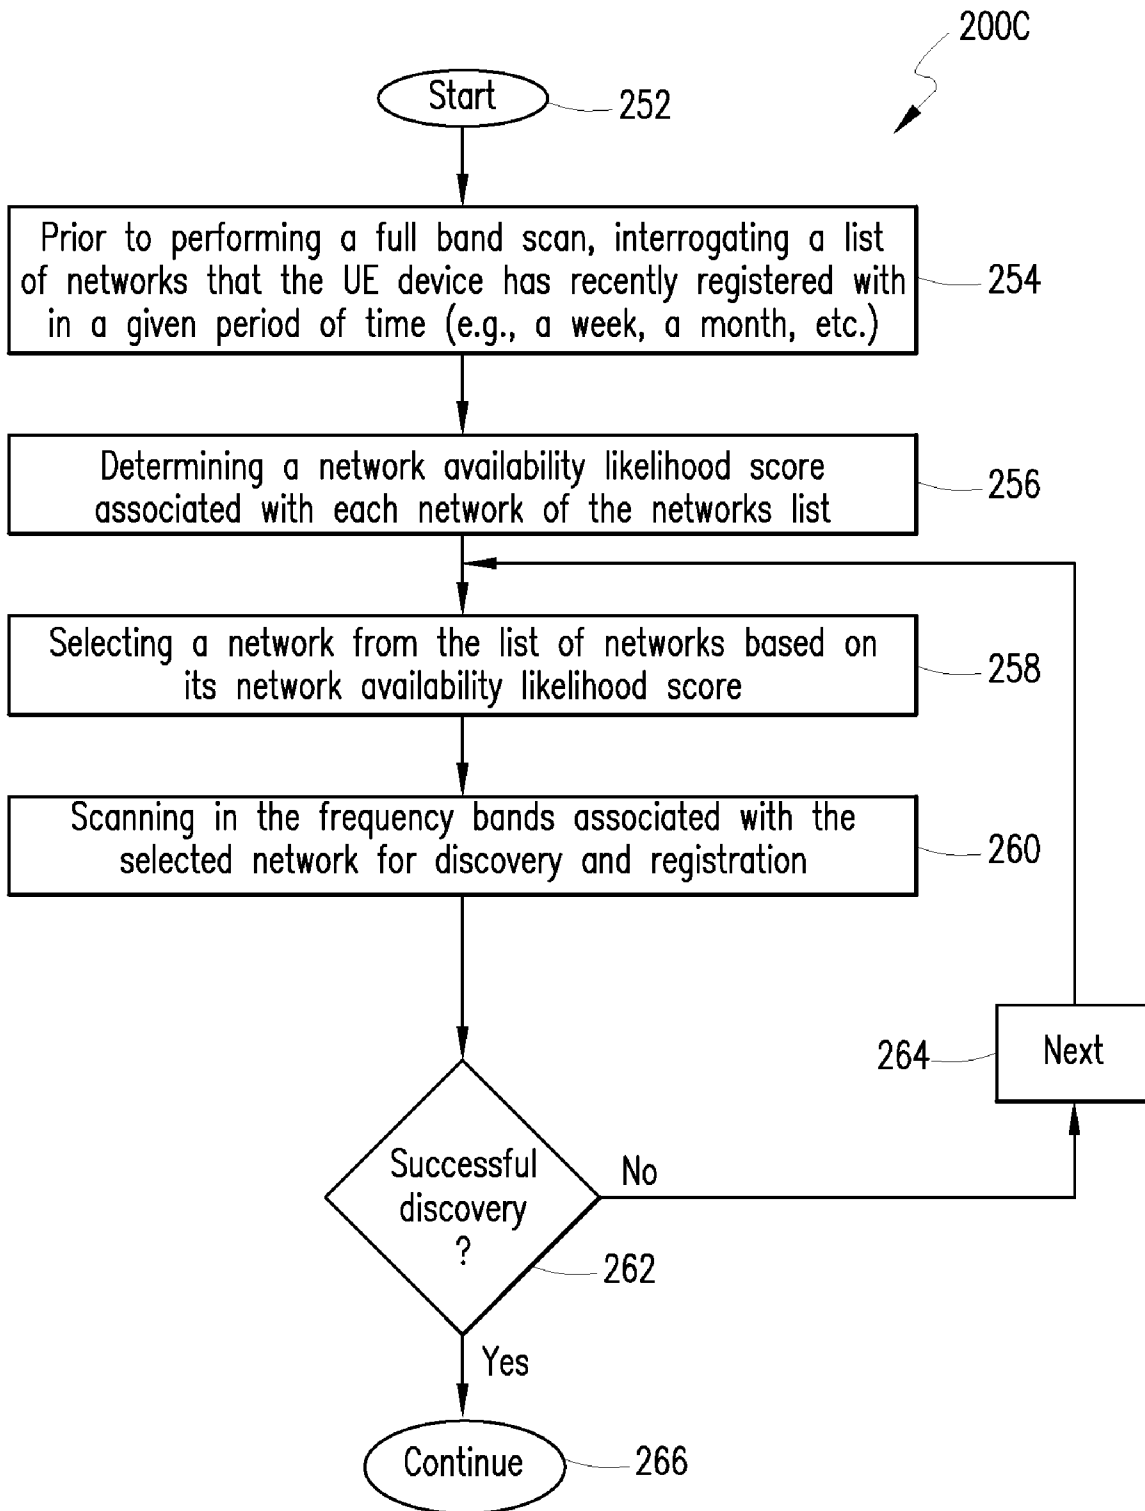 200C
Start
252
Prior to performing a full band scan, interrogating a list
of networks that the UE device has recently registered with
in a given period of time (e.g., a week, a month, etc.)
254
Determining a network availability likelihood score
associated with each network of the networks list
256
Selecting a network from the list of networks based on
its network availability likelihood score
258
Scanning in the frequency bands associated with the
selected network for discovery and registration
260
264
Next
Successful
discovery
?
No
262
Yes
Continue
266